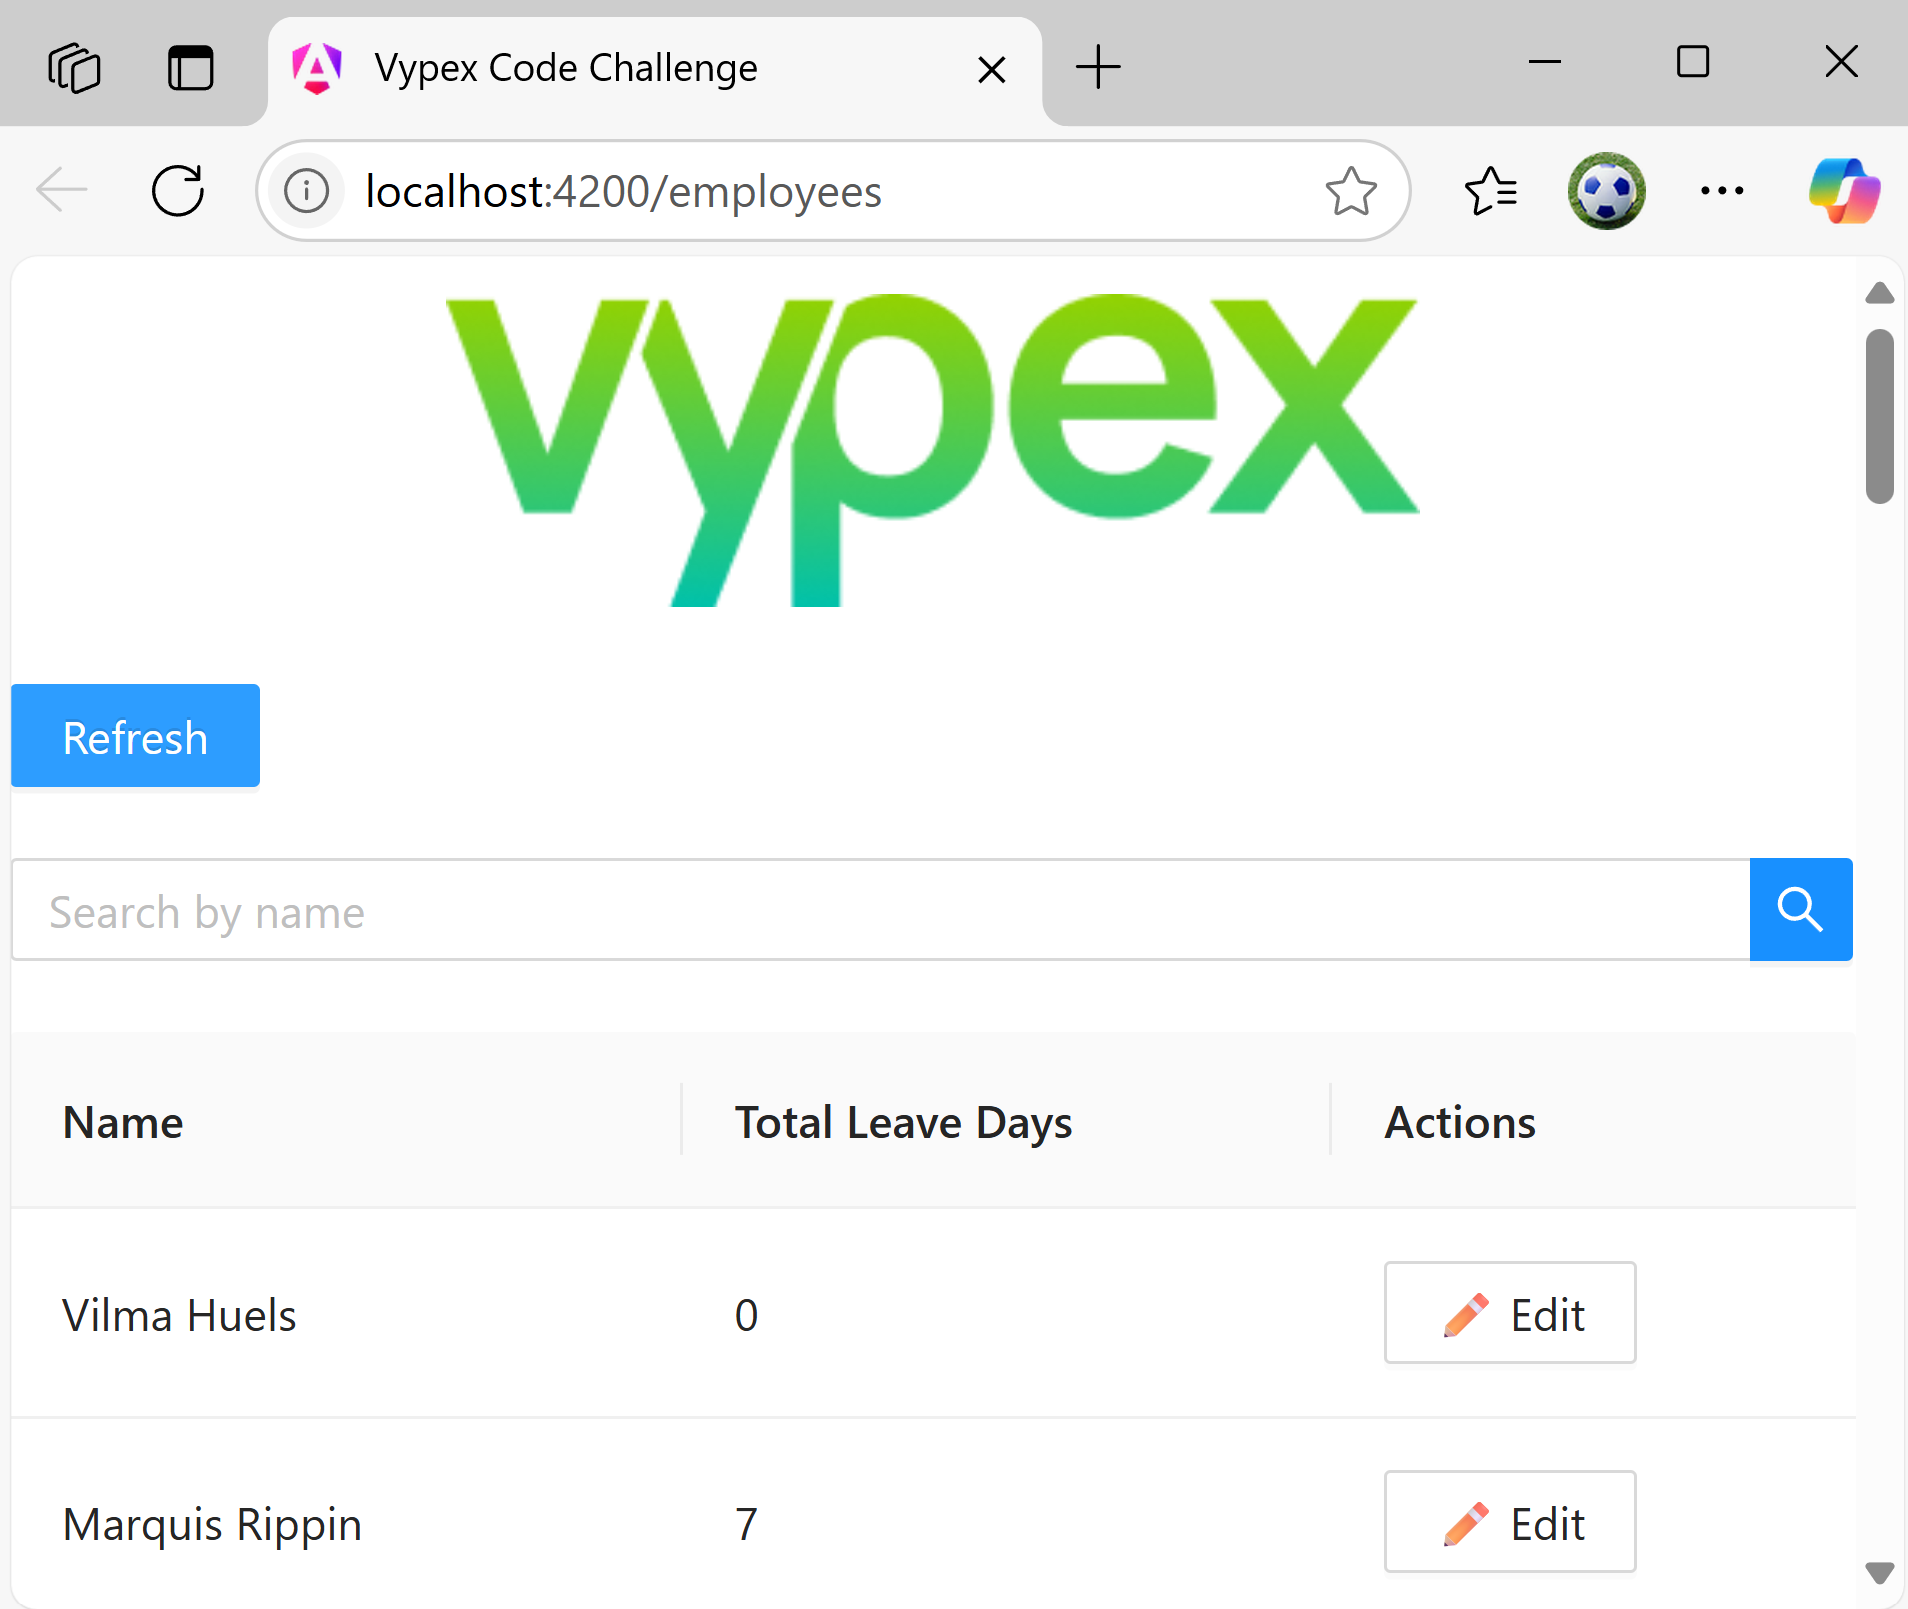 Vypex Code Challenge
localhost:4200/employees
vypex
Refresh
Search by name
Name Total Leave Days Actions
Vilma Huels 0 Edit
Marquis Rippin 7 Edit